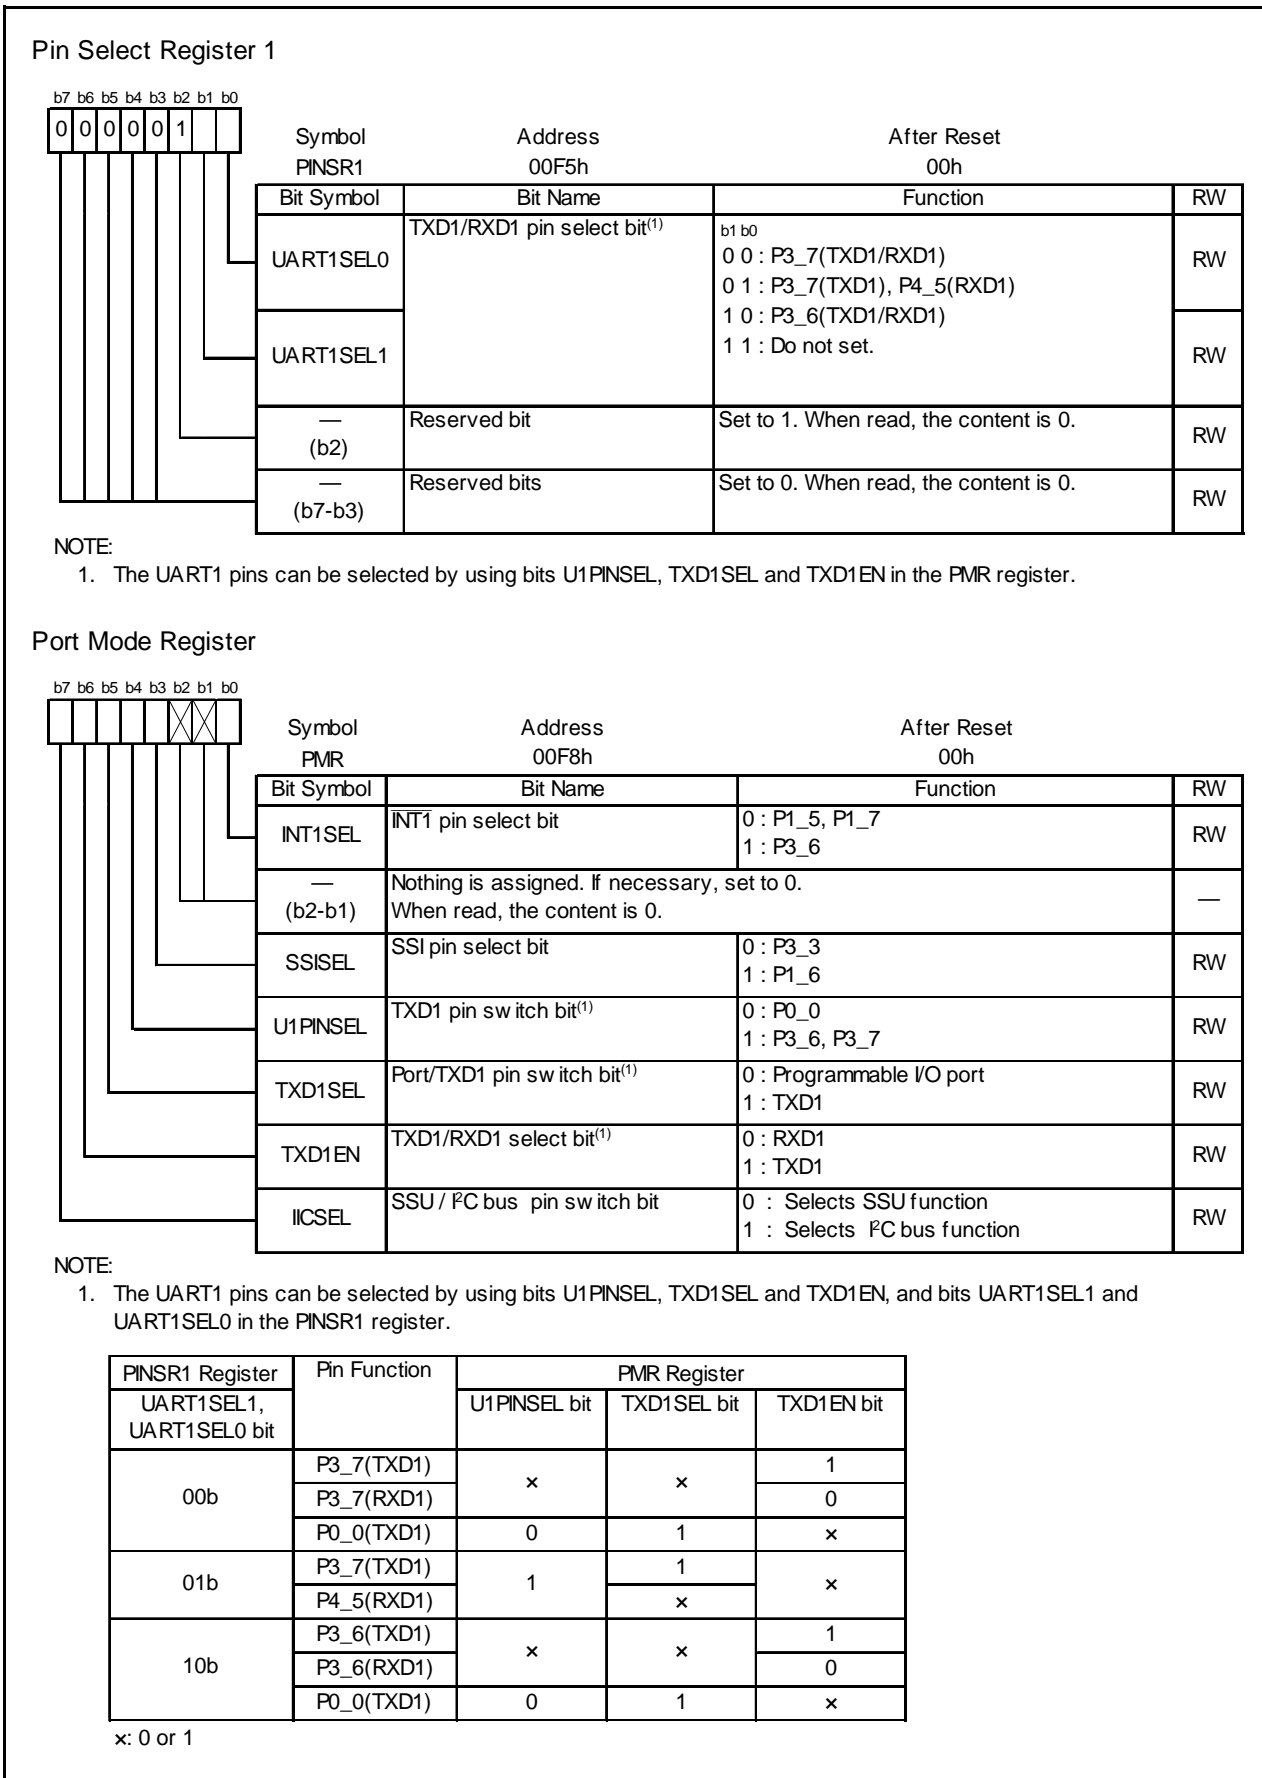 Pin Select Register 1
b7 b6 b5 b4 b3 b2 b1 b0
0 0 0 0 0 1
Symbol Address After Reset
PINSR1 00F5h 00h
Bit Symbol Bit Name Function RW
UART1SEL0 TXD1/RXD1 pin select bit(1) b1 b0
0 0 : P3_7(TXD1/RXD1) RW
0 1 : P3_7(TXD1), P4_5(RXD1)
1 0 : P3_6(TXD1/RXD1)
UART1SEL1 1 1 : Do not set. RW
— Reserved bit Set to 1. When read, the content is 0. RW
(b2)
— Reserved bits Set to 0. When read, the content is 0. RW
(b7-b3)
NOTE:
1. The UART1 pins can be selected by using bits U1PINSEL, TXD1SEL and TXD1EN in the PMR register.
Port Mode Register
b7 b6 b5 b4 b3 b2 b1 b0
Symbol Address After Reset
PMR 00F8h 00h
Bit Symbol Bit Name Function RW
INT1SEL INT1 pin select bit 0 : P1_5, P1_7 RW
1 : P3_6
— Nothing is assigned. If necessary, set to 0. —
(b2-b1) When read, the content is 0.
SSISEL SSI pin select bit 0 : P3_3 RW
1 : P1_6
U1PINSEL TXD1 pin switch bit(1) 0 : P0_0 RW
1 : P3_6, P3_7
TXD1SEL Port/TXD1 pin switch bit(1) 0 : Programmable I/O port RW
1 : TXD1
TXD1EN TXD1/RXD1 select bit(1) 0 : RXD1 RW
1 : TXD1
IICSEL SSU / I²C bus pin switch bit 0 : Selects SSU function RW
1 : Selects I²C bus function
NOTE:
1. The UART1 pins can be selected by using bits U1PINSEL, TXD1SEL and TXD1EN, and bits UART1SEL1 and
UART1SEL0 in the PINSR1 register.
PINSR1 Register Pin Function PMR Register
UART1SEL1, U1PINSEL bit TXD1SEL bit TXD1EN bit
UART1SEL0 bit
00b P3_7(TXD1) × × 1
P3_7(RXD1) 0
P0_0(TXD1) 0 1 ×
01b P3_7(TXD1) 1 1 ×
P4_5(RXD1) ×
10b P3_6(TXD1) × × 1
P3_6(RXD1) 0
P0_0(TXD1) 0 1 ×
×: 0 or 1